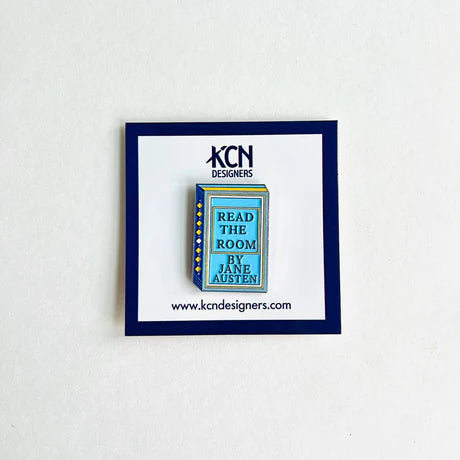 KCN
DESIGNERS
READ
THE
ROOM
BY
JANE
AUSTEN
www.kcndesigners.com